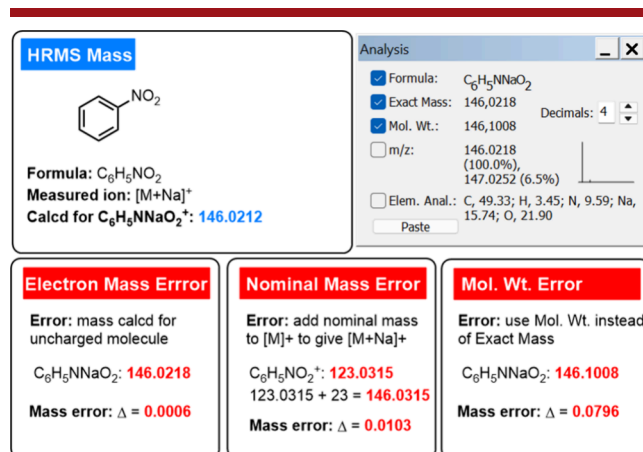 HRMS Mass
NO2
Formula: C6H5NO2
Measured ion: [M+Na]+
Calcd for C6H5NNaO2+: 146.0212
Analysis
Formula: C6H5NNaO2
Exact Mass: 146,0218
Mol. Wt.: 146,1008
Decimals: 4
m/z: 146.0218
(100.0%),
147.0252 (6.5%)
Elem. Anal.: C, 49.33; H, 3.45; N, 9.59; Na,
15.74; O, 21.90
Paste
Electron Mass Errror
Error: mass calcd for
uncharged molecule
C6H5NNaO2: 146.0218
Mass error: Δ = 0.0006
Nominal Mass Error
Error: add nominal mass
to [M]+ to give [M+Na]+
C6H5NO2+: 123.0315
123.0315 + 23 = 146.0315
Mass error: Δ = 0.0103
Mol. Wt. Error
Error: use Mol. Wt. instead
of Exact Mass
C6H5NNaO2: 146.1008
Mass error: Δ = 0.0796